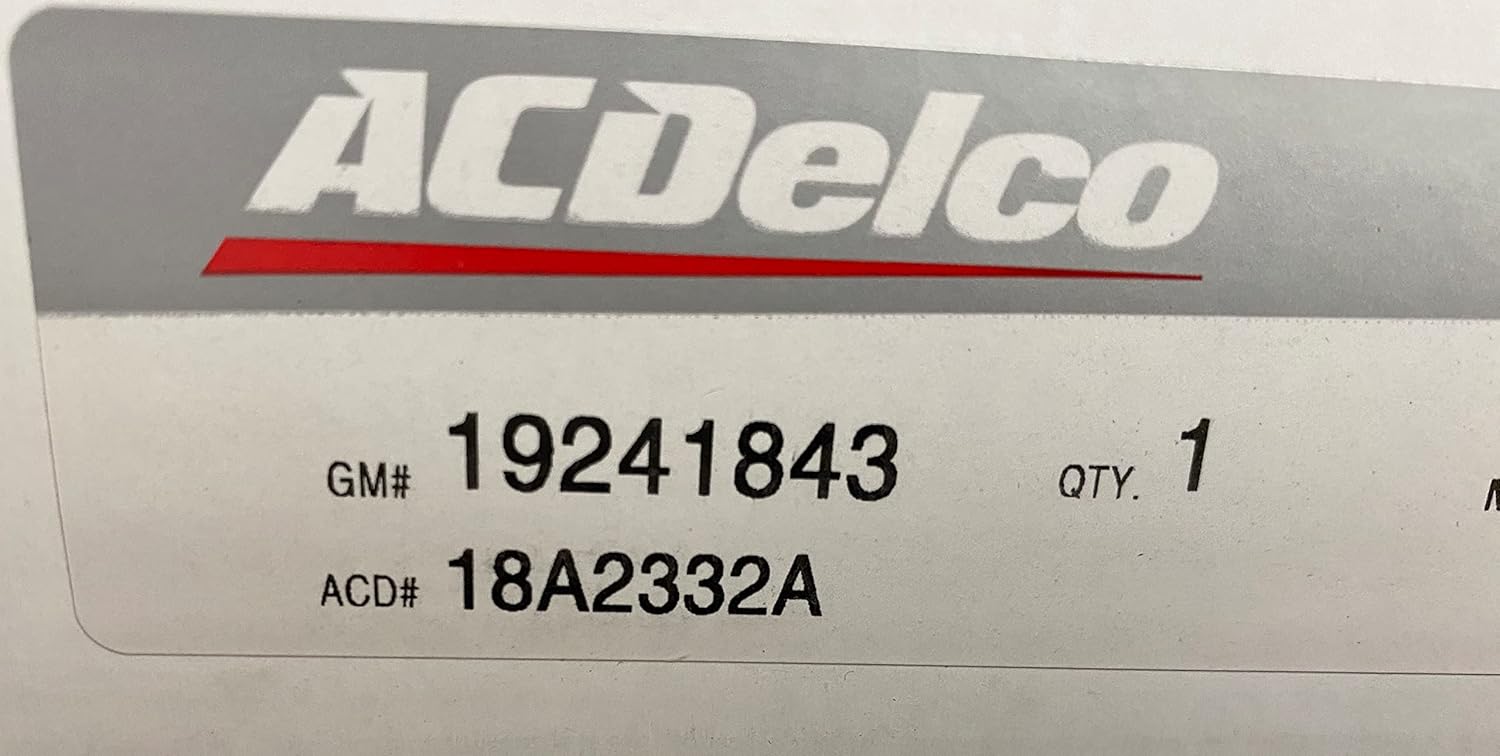 ACDelco
GM# 19241843 QTY. 1
ACD# 18A2332A